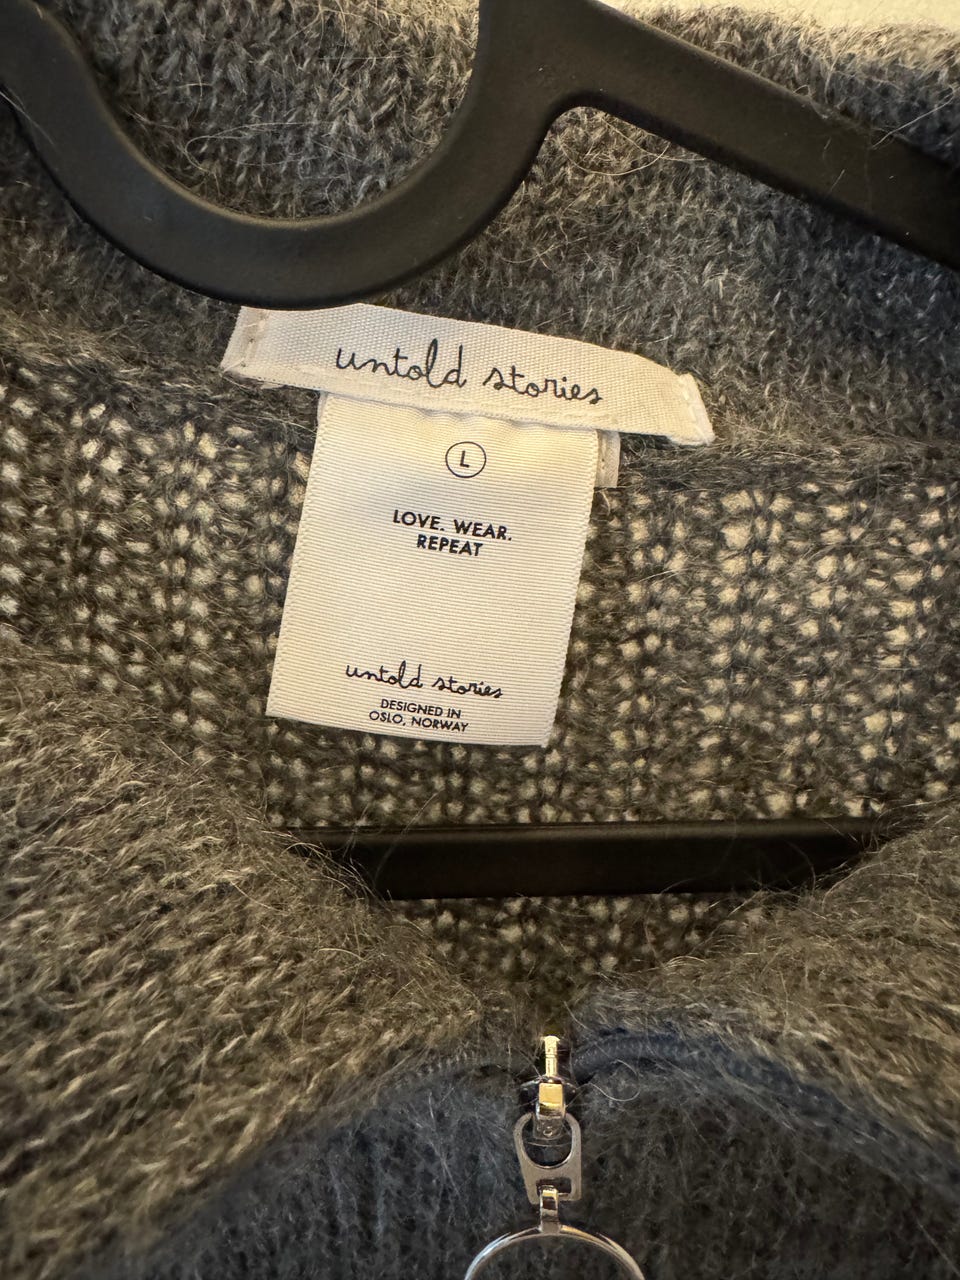 untold stories
L
LOVE. WEAR.
REPEAT
untold stories
DESIGNED IN
OSLO, NORWAY